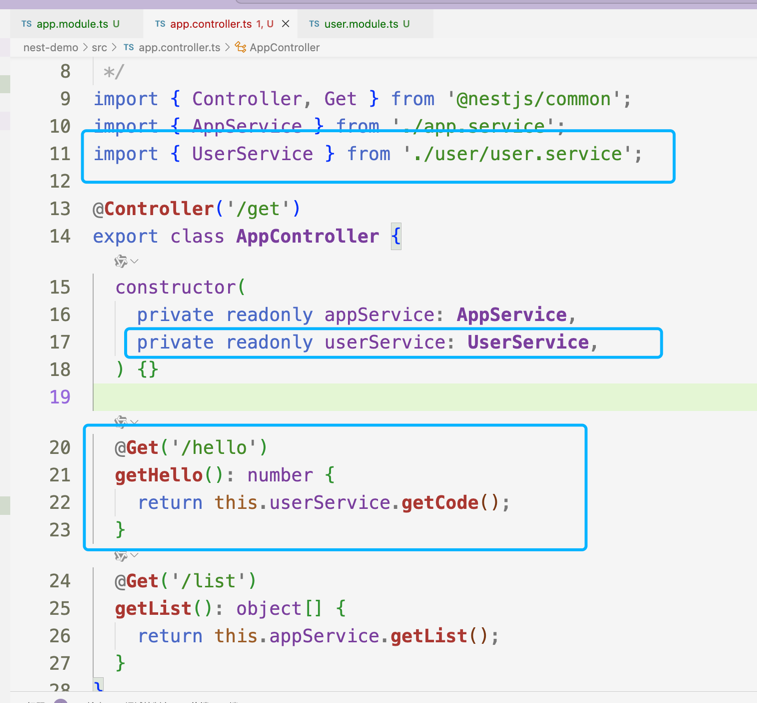 TS app.module.ts U TS app.controller.ts 1, U × TS user.module.ts U
nest-demo > src > TS app.controller.ts > AppController
8 */
9 import { Controller, Get } from '@nestjs/common';
10 import { AppService } from './app.service';
11 import { UserService } from './user/user.service';
12
13 @Controller('/get')
14 export class AppController {
15 constructor(
16 private readonly appService: AppService,
17 private readonly userService: UserService,
18 ) {}
19
20 @Get('/hello')
21 getHello(): number {
22 return this.userService.getCode();
23 }
24 @Get('/list')
25 getList(): object[] {
26 return this.appService.getList();
27 }
28 }